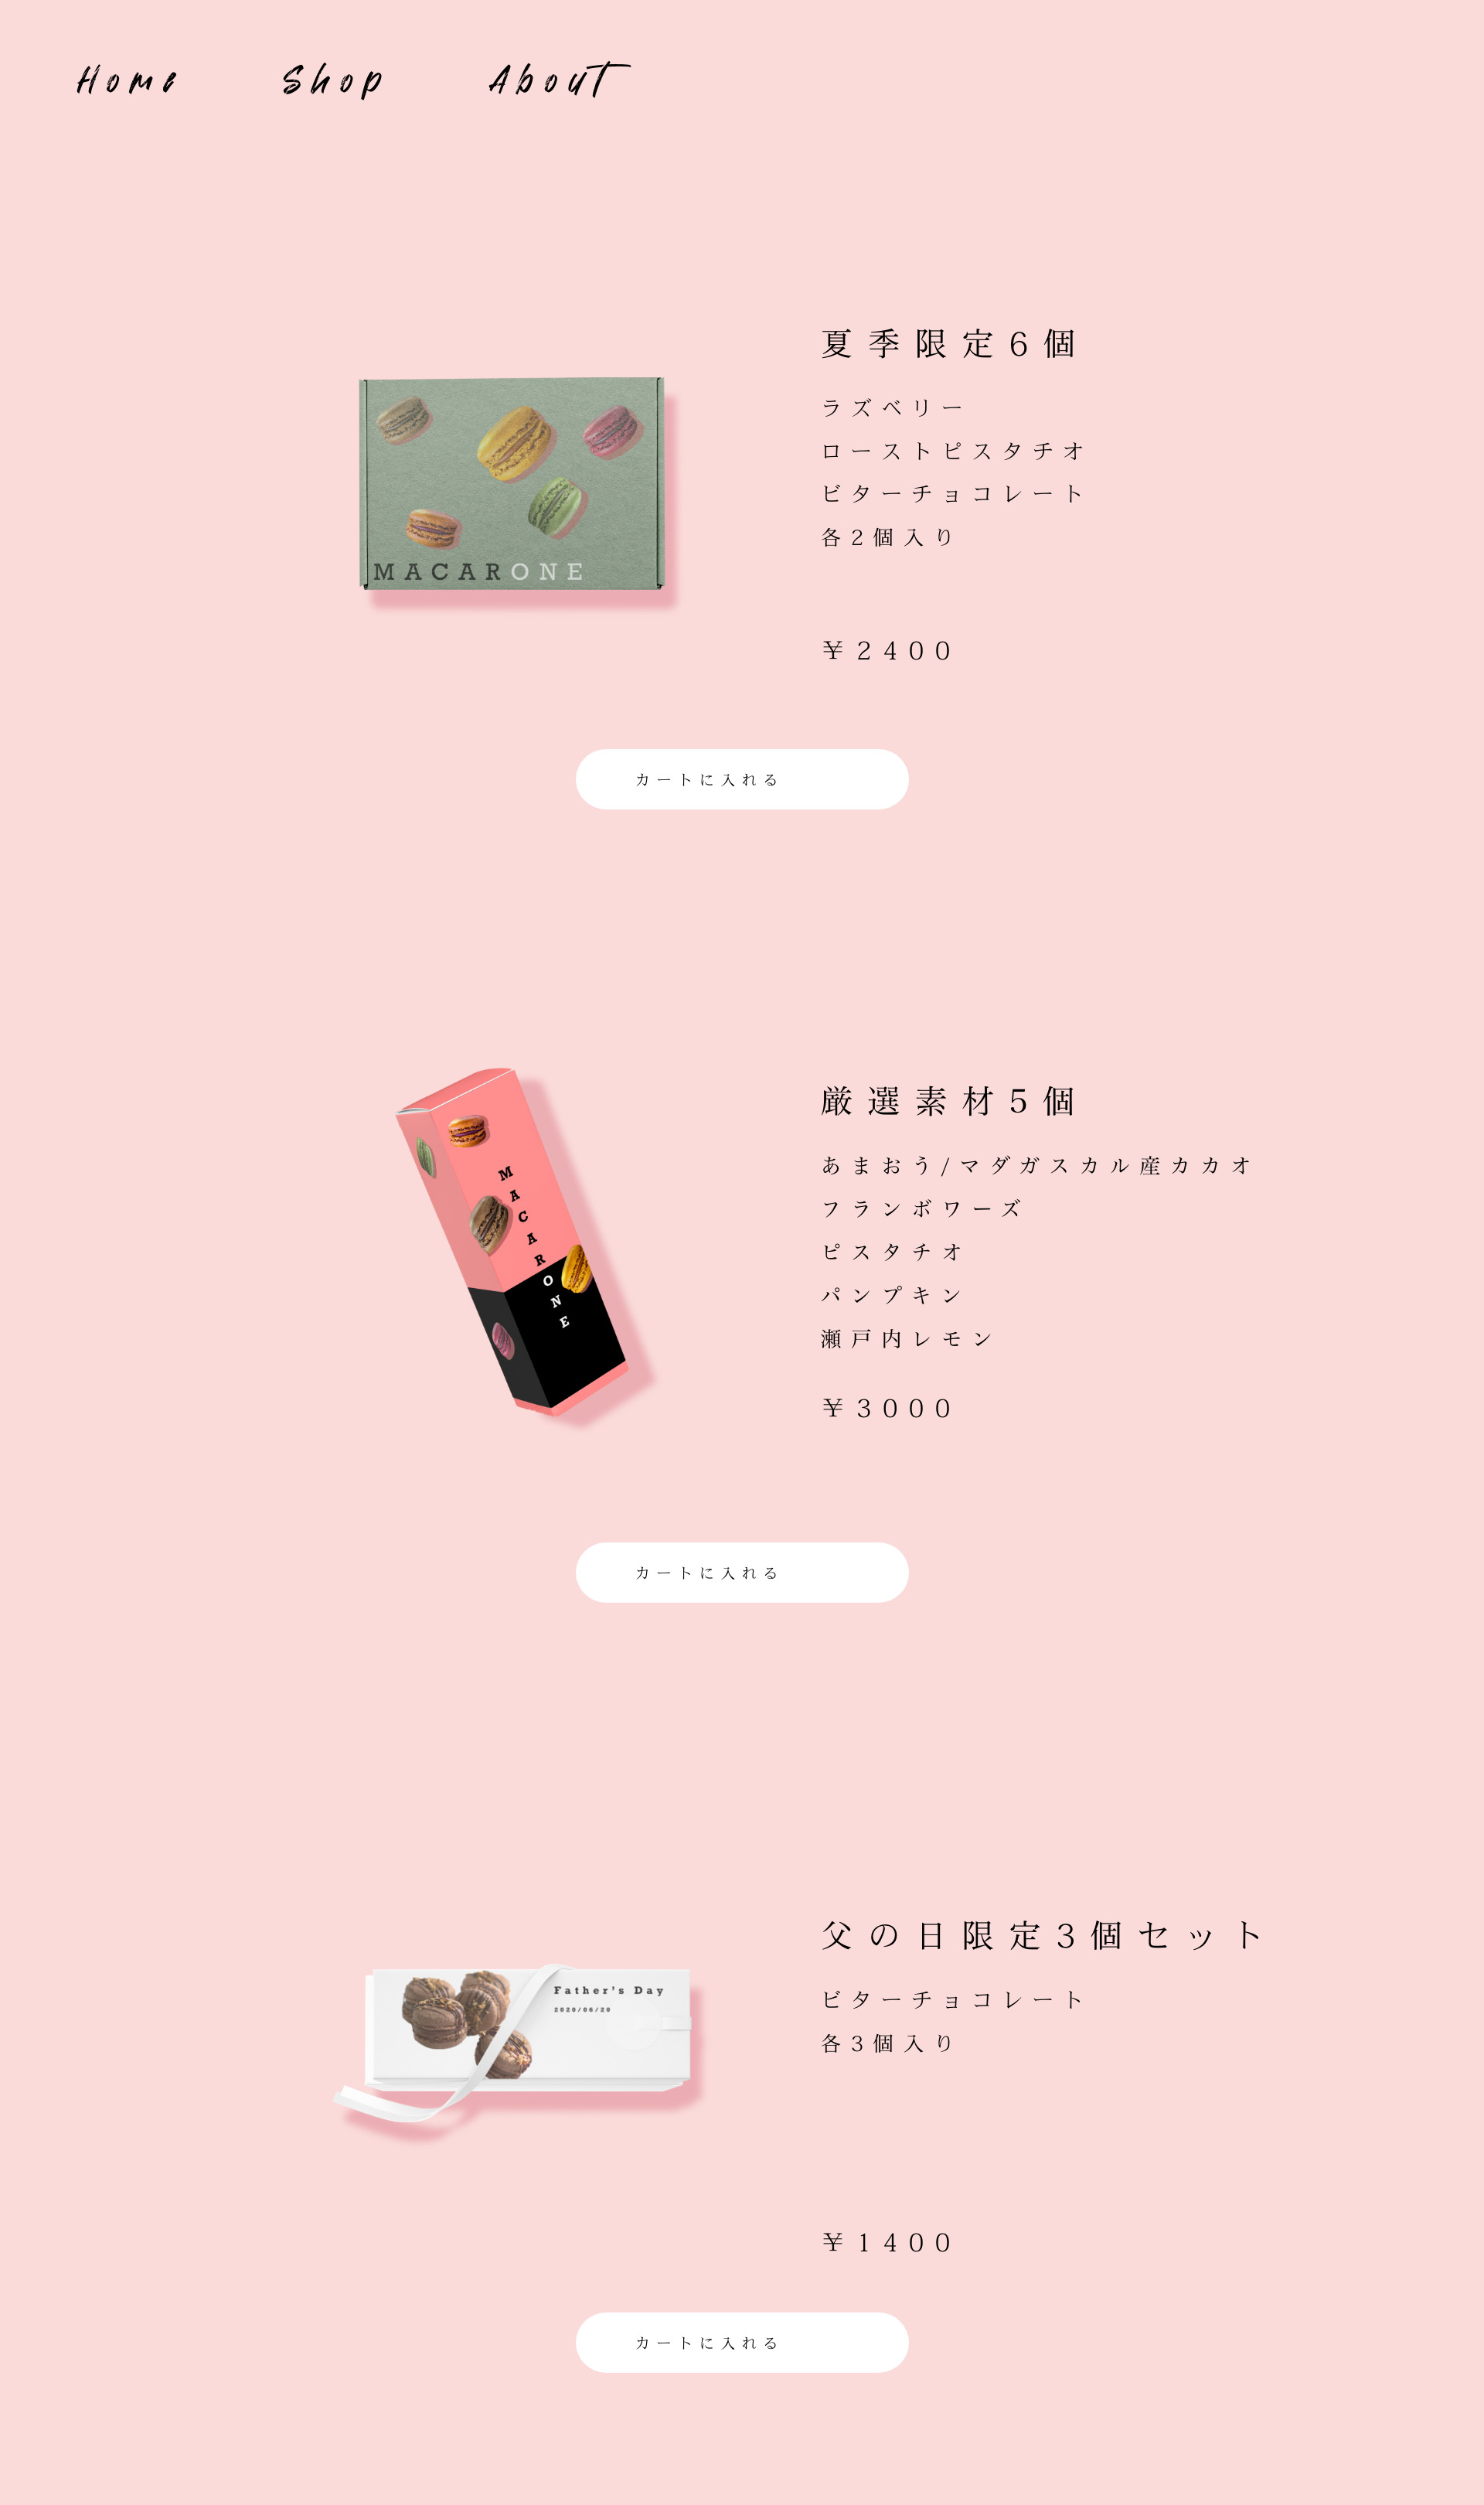 Home Shop About
MACARONE
夏季限定6個
ラズベリー
ローストピスタチオ
ビターチョコレート
各2個入り
¥2400
カートに入れる
MACARONE
厳選素材5個
あまおう/マダガスカル産カカオ
フランボワーズ
ピスタチオ
パンプキン
瀬戸内レモン
¥3000
カートに入れる
Father's Day
2020/06/20
父の日限定3個セット
ビターチョコレート
各3個入り
¥1400
カートに入れる